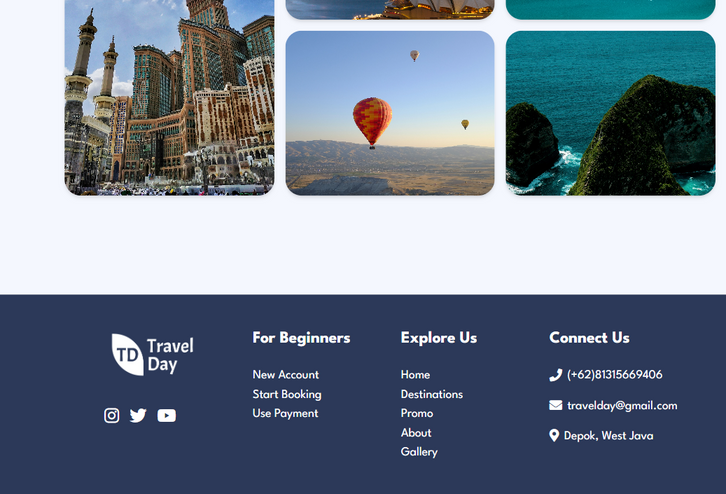 TD
Travel
Day
For Beginners
New Account
Start Booking
Use Payment
Explore Us
Home
Destinations
Promo
About
Gallery
Connect Us
(+62)81315669406
travelday@gmail.com
Depok, West Java